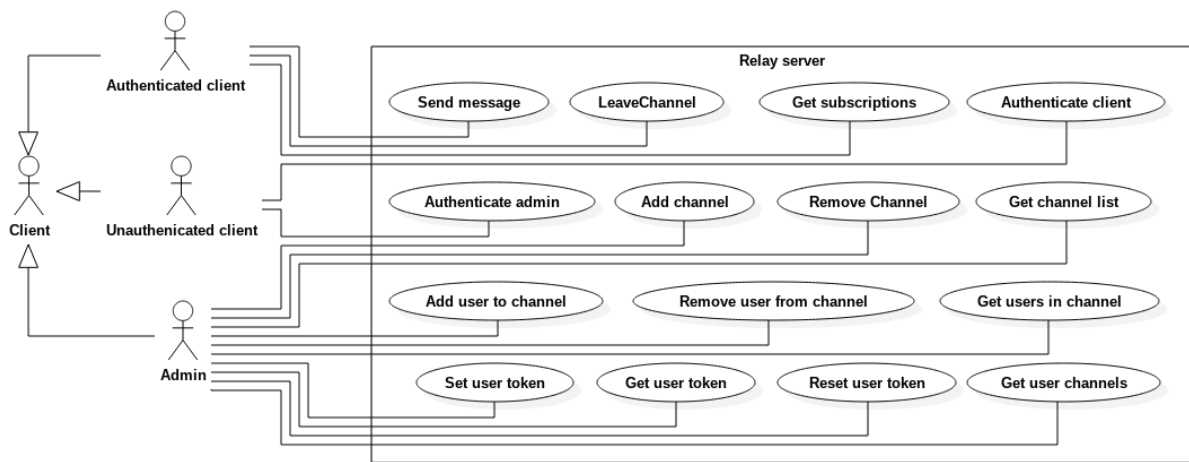 Relay server
Authenticated client
Send message
LeaveChannel
Get subscriptions
Authenticate client
Client
Unauthenicated client
Authenticate admin
Add channel
Remove Channel
Get channel list
Add user to channel
Remove user from channel
Get users in channel
Admin
Set user token
Get user token
Reset user token
Get user channels